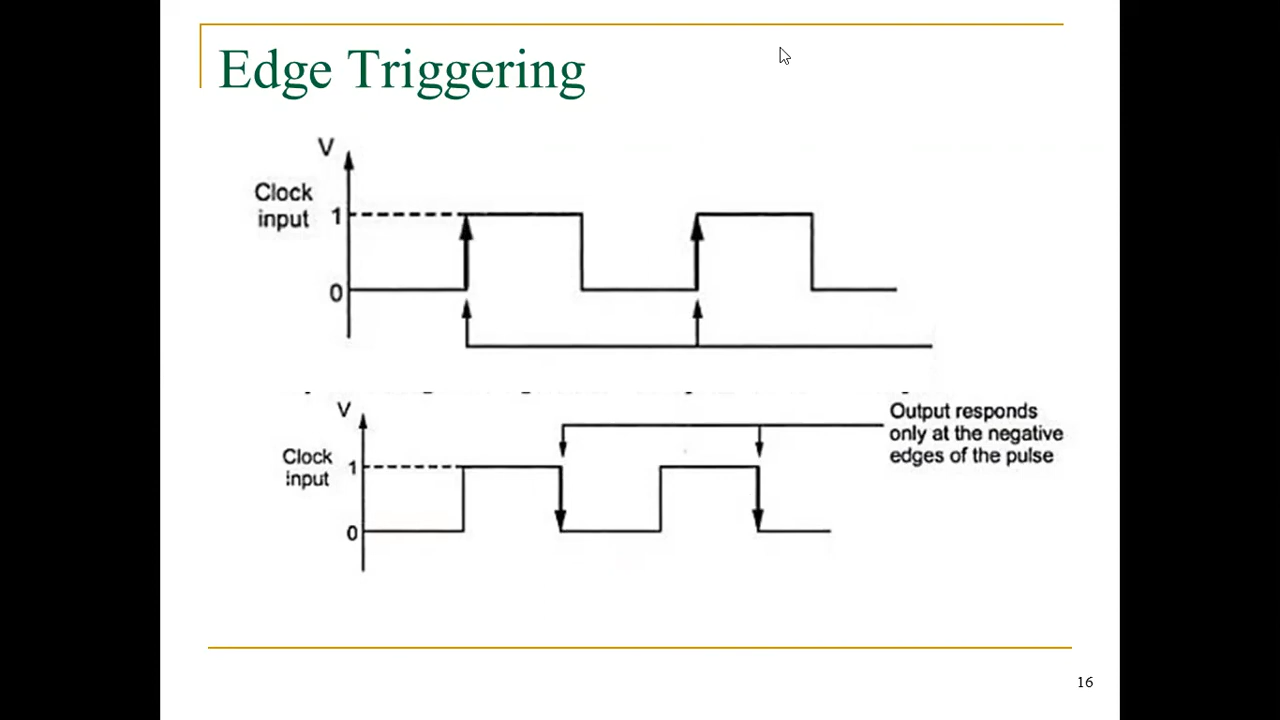 Edge Triggering
V
Clock
input
1
0
V
Clock
input
1
0
Output responds
only at the negative
edges of the pulse
16